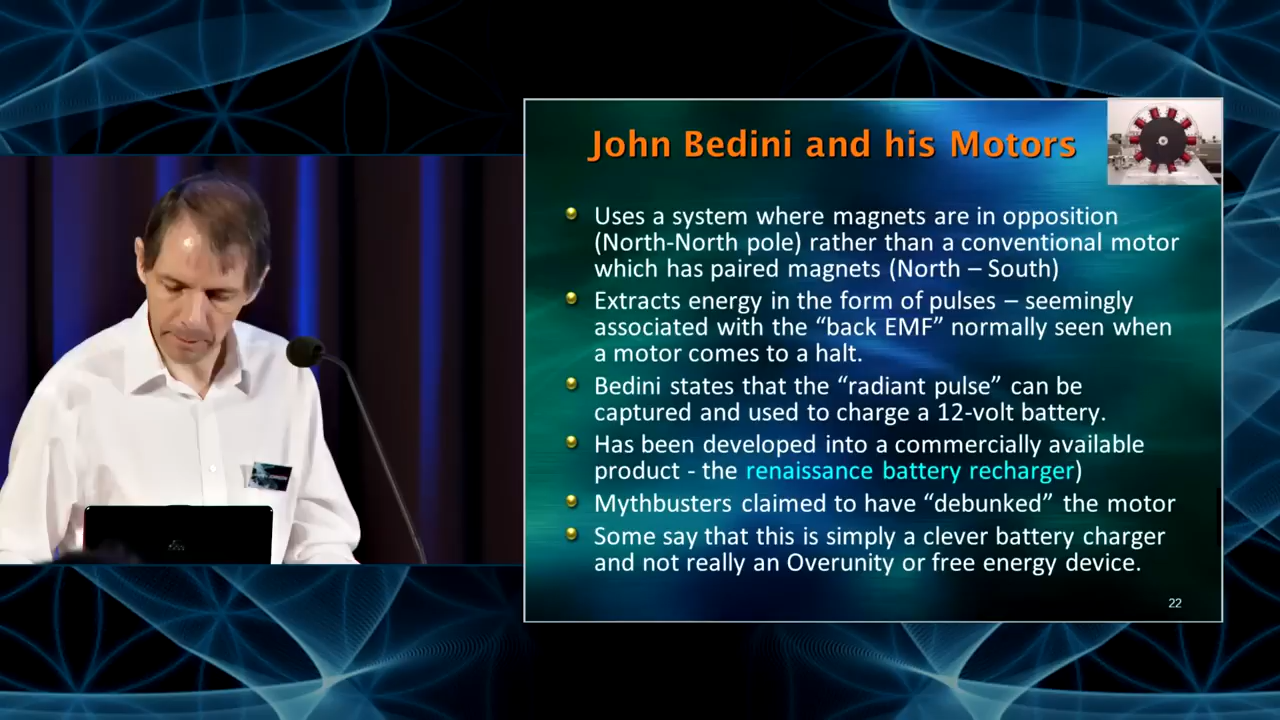 John Bedini and his Motors
Uses a system where magnets are in opposition
(North-North pole) rather than a conventional motor
which has paired magnets (North – South)
Extracts energy in the form of pulses – seemingly
associated with the “back EMF” normally seen when
a motor comes to a halt.
Bedini states that the “radiant pulse” can be
captured and used to charge a 12-volt battery.
Has been developed into a commercially available
product - the renaissance battery recharger)
Mythbusters claimed to have “debunked” the motor
Some say that this is simply a clever battery charger
and not really an Overunity or free energy device.
22